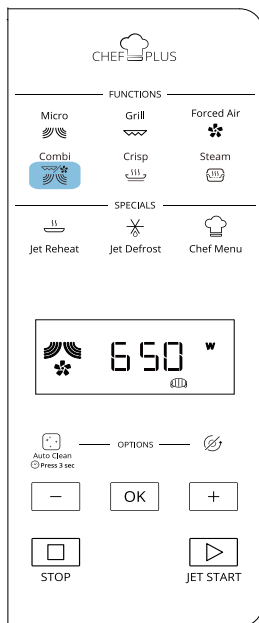 CHEF PLUS
FUNCTIONS
Micro Grill Forced Air
Combi Crisp Steam
SPECIALS
Jet Reheat Jet Defrost Chef Menu
650 W
Auto Clean OPTIONS
Press 3 sec
- OK +
STOP JET START